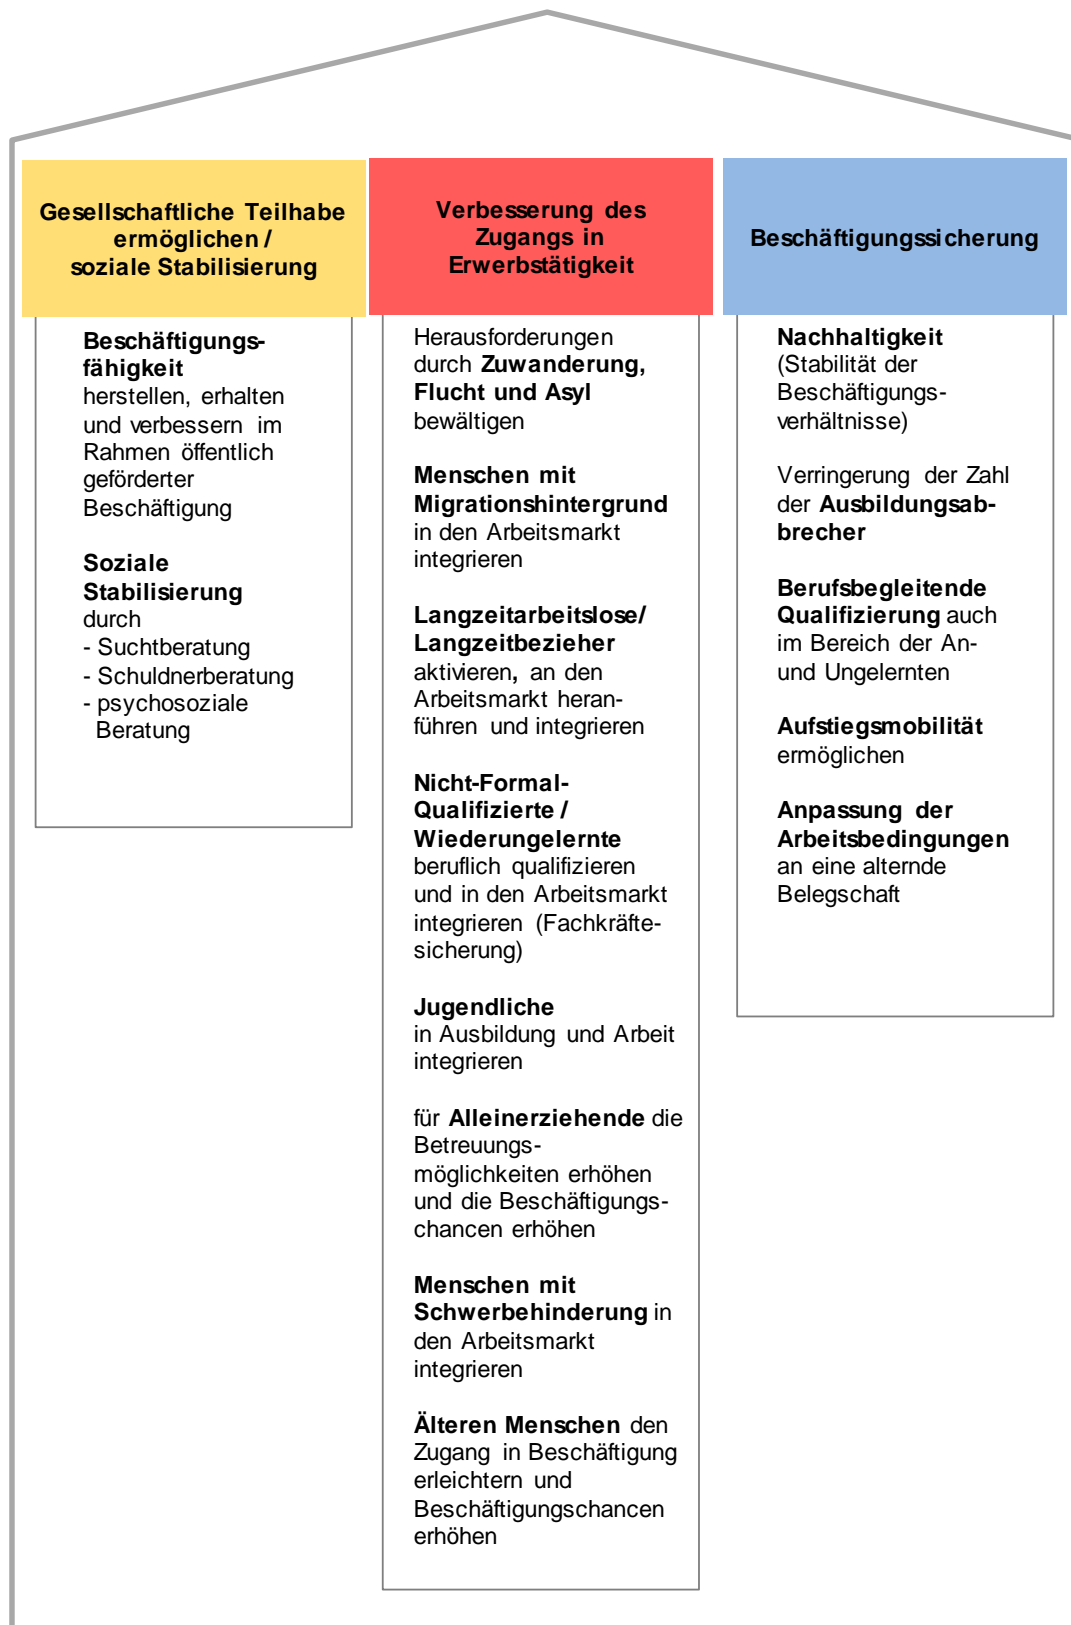 Gesellschaftliche Teilhabe
ermöglichen /
soziale Stabilisierung
Beschäftigungs-
fähigkeit
herstellen, erhalten
und verbessern im
Rahmen öffentlich
geförderter
Beschäftigung
Soziale
Stabilisierung
durch
- Suchtberatung
- Schuldnerberatung
- psychosoziale
Beratung
Verbesserung des
Zugangs in
Erwerbstätigkeit
Herausforderungen
durch Zuwanderung,
Flucht und Asyl
bewältigen
Menschen mit
Migrationshintergrund
in den Arbeitsmarkt
integrieren
Langzeitarbeitslose/
Langzeitbezieher
aktivieren, an den
Arbeitsmarkt heran-
führen und integrieren
Nicht-Formal-
Qualifizierte /
Wiederungelernte
beruflich qualifizieren
und in den Arbeitsmarkt
integrieren (Fachkräfte-
sicherung)
Jugendliche
in Ausbildung und Arbeit
integrieren
für Alleinerziehende die
Betreuungs-
möglichkeiten erhöhen
und die Beschäftigungs-
chancen erhöhen
Menschen mit
Schwerbehinderung in
den Arbeitsmarkt
integrieren
Älteren Menschen den
Zugang in Beschäftigung
erleichtern und
Beschäftigungschancen
erhöhen
Beschäftigungssicherung
Nachhaltigkeit
(Stabilität der
Beschäftigungs-
verhältnisse)
Verringerung der Zahl
der Ausbildungsab-
brecher
Berufsbegleitende
Qualifizierung auch
im Bereich der An-
und Ungelernten
Aufstiegsmobilität
ermöglichen
Anpassung der
Arbeitsbedingungen
an eine alternde
Belegschaft